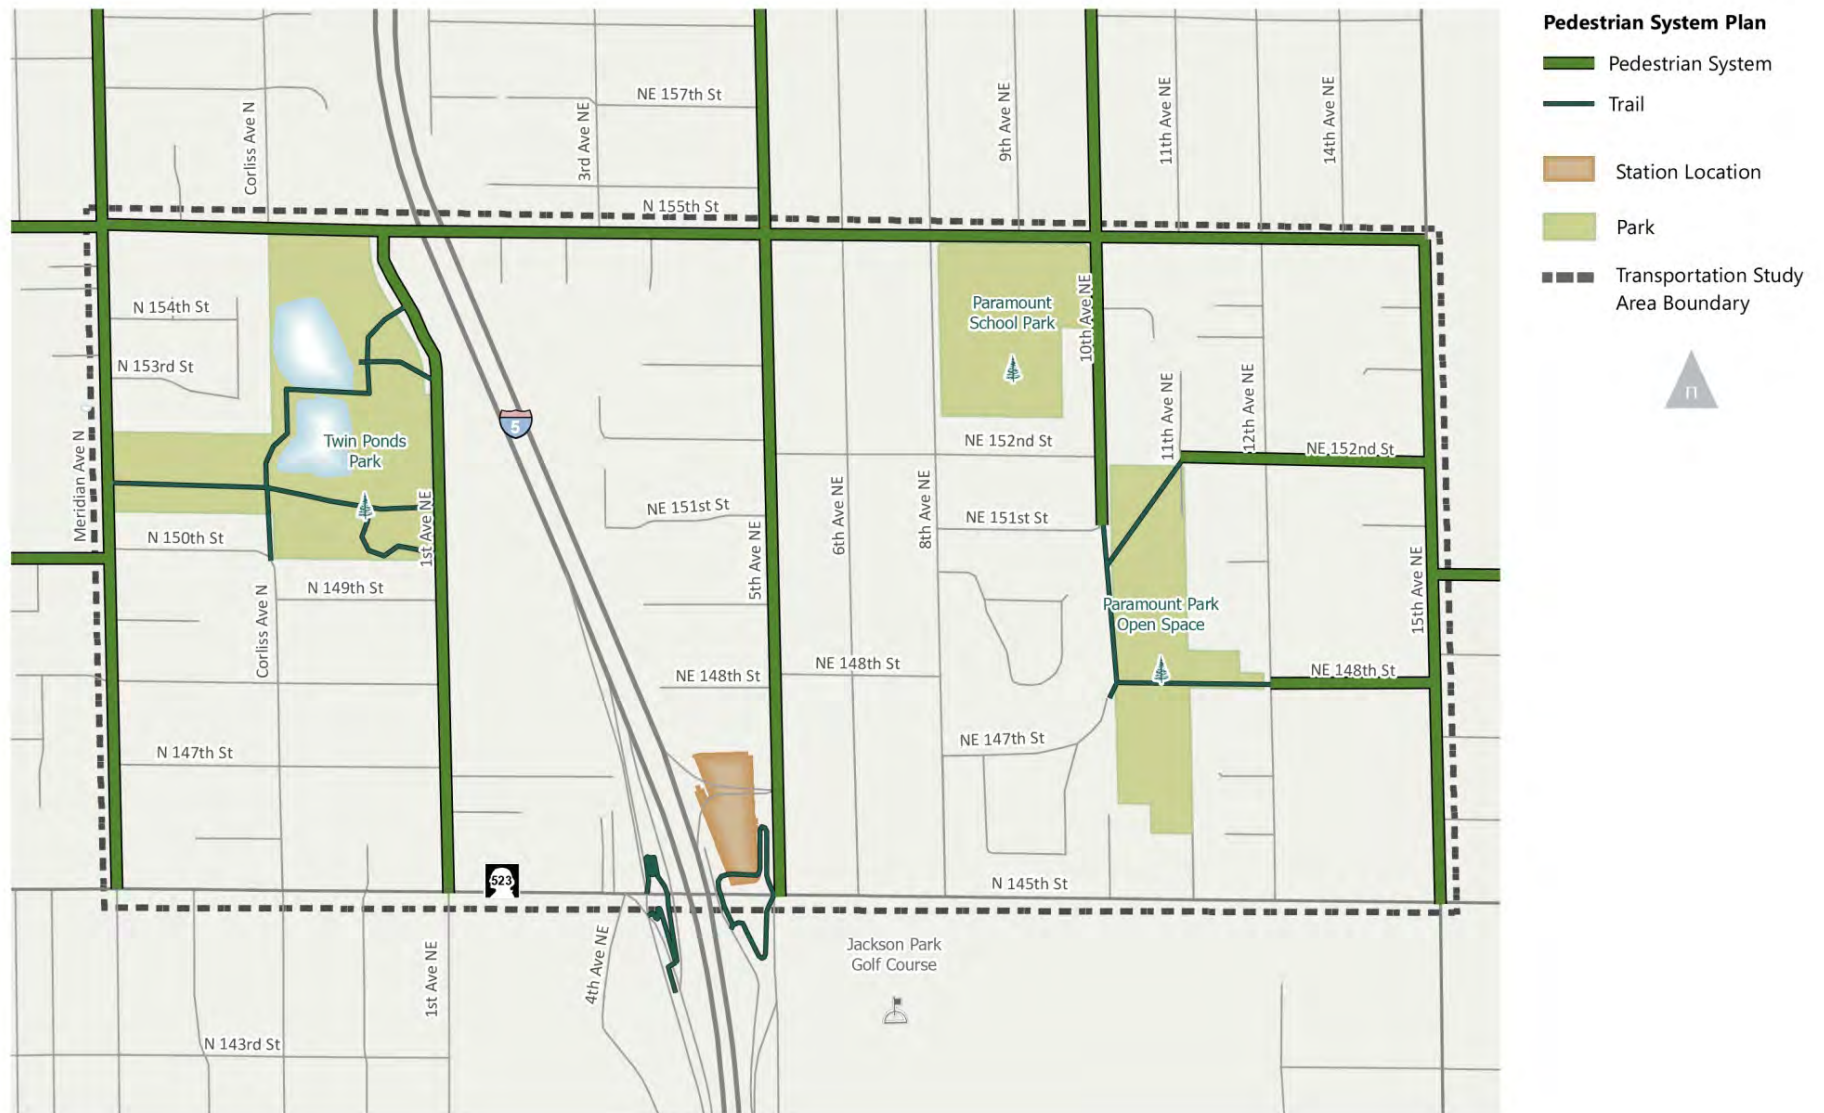 Pedestrian System Plan
Pedestrian System
Trail
Station Location
Park
Transportation Study
Area Boundary
n
NE 157th St
Corliss Ave N
3rd Ave NE
9th Ave NE
11th Ave NE
14th Ave NE
N 155th St
N 154th St
N 153rd St
Paramount
School Park
10th Ave NE
5
Twin Ponds
Park
Meridian Ave N
NE 152nd St
11th Ave NE
12th Ave NE
NE 152nd St
1st Ave NE
NE 151st St
6th Ave NE
8th Ave NE
NE 151st St
N 150th St
5th Ave NE
15th Ave NE
N 149th St
Corliss Ave N
Paramount Park
Open Space
NE 148th St
NE 148th St
NE 148th St
N 147th St
NE 147th St
523
N 145th St
1st Ave NE
4th Ave NE
Jackson Park
Golf Course
N 143rd St